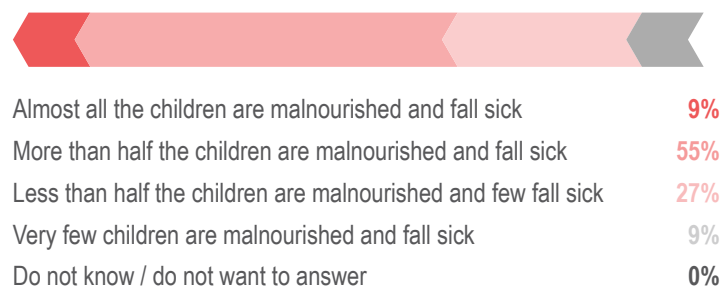 Almost all the children are malnourished and fall sick 9%
More than half the children are malnourished and fall sick 55%
Less than half the children are malnourished and few fall sick 27%
Very few children are malnourished and fall sick 9%
Do not know / do not want to answer 0%